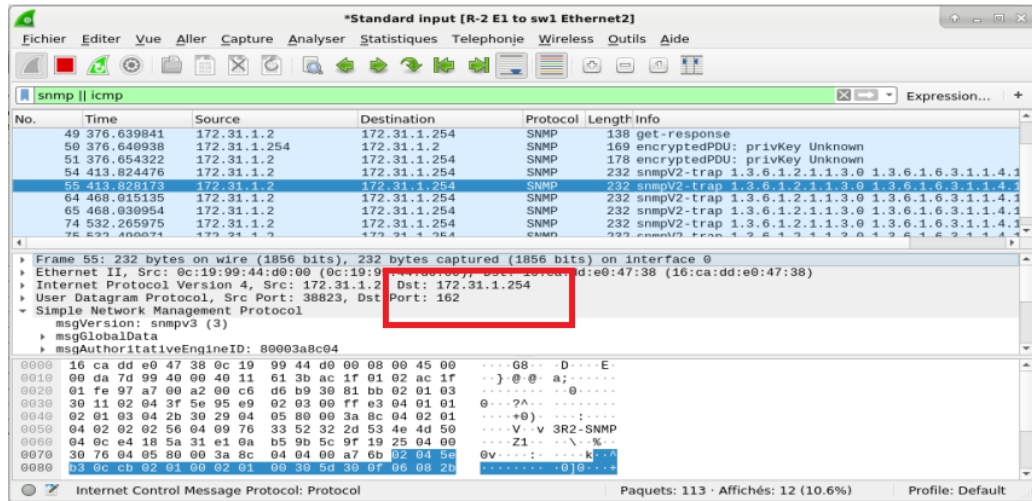 *Standard input [R-2 E1 to sw1 Ethernet2]
Fichier Editer Vue Aller Capture Analyser Statistiques Telephonie Wireless Outils Aide
snmp || icmp Expression... +
No. Time Source Destination Protocol Length Info
49 376.639841 172.31.1.2 172.31.1.254 SNMP 138 get-response
50 376.640938 172.31.1.254 172.31.1.2 SNMP 169 encryptedPDU: privKey Unknown
51 376.654322 172.31.1.2 172.31.1.254 SNMP 178 encryptedPDU: privKey Unknown
54 413.824476 172.31.1.2 172.31.1.254 SNMP 232 snmpV2-trap 1.3.6.1.2.1.1.3.0 1.3.6.1.6.3.1.1.4.1
55 413.828173 172.31.1.2 172.31.1.254 SNMP 232 snmpV2-trap 1.3.6.1.2.1.1.3.0 1.3.6.1.6.3.1.1.4.1
64 468.015135 172.31.1.2 172.31.1.254 SNMP 232 snmpV2-trap 1.3.6.1.2.1.1.3.0 1.3.6.1.6.3.1.1.4.1
65 468.030954 172.31.1.2 172.31.1.254 SNMP 232 snmpV2-trap 1.3.6.1.2.1.1.3.0 1.3.6.1.6.3.1.1.4.1
74 532.265975 172.31.1.2 172.31.1.254 SNMP 232 snmpV2-trap 1.3.6.1.2.1.1.3.0 1.3.6.1.6.3.1.1.4.1
Frame 55: 232 bytes on wire (1856 bits), 232 bytes captured (1856 bits) on interface 0
Ethernet II, Src: 0c:19:99:44:d0:00 e0:47:38 (16:ca:dd:e0:47:38)
Internet Protocol Version 4, Src: 172.31.1.2 Dst: 172.31.1.254
User Datagram Protocol, Src Port: 38823, Dst Port: 162
Simple Network Management Protocol
msgVersion: snmpv3 (3)
msgGlobalData
msgAuthoritativeEngineID: 80003a8c04
0000 16 ca dd e0 47 38 0c 19 99 44 d0 00 08 00 45 00 ····G8·· ·D····E·
0010 00 da 7d 99 40 00 40 11 61 3b ac 1f 01 02 ac 1f ··}·@·@· a;······
0020 01 fe 97 a7 00 a2 00 c6 d6 b9 30 81 bb 02 01 03 ········ ··0·····
0030 30 11 02 04 3f 5e 95 e9 02 03 00 ff e3 04 01 01 0···?^·· ········
0040 02 01 03 04 2b 30 29 04 05 80 00 3a 8c 04 02 01 ····+0)· ···:····
0050 04 02 02 02 56 04 09 76 33 52 32 2d 53 4e 4d 50 ····V··v 3R2-SNMP
0060 04 0c e4 18 5a 31 e1 0a b5 9b 5c 9f 19 25 04 00 ····Z1·· ··\··%··
0070 30 76 04 05 80 00 3a 8c 04 04 00 a7 6b 02 04 5e 0v····:· ····k··^
0080 b3 0c cb 02 01 00 02 01 00 30 5d 30 0f 06 08 2b ········ ·0]0···+
Internet Control Message Protocol: Protocol Paquets: 113 · Affichés: 12 (10.6%) Profile: Default